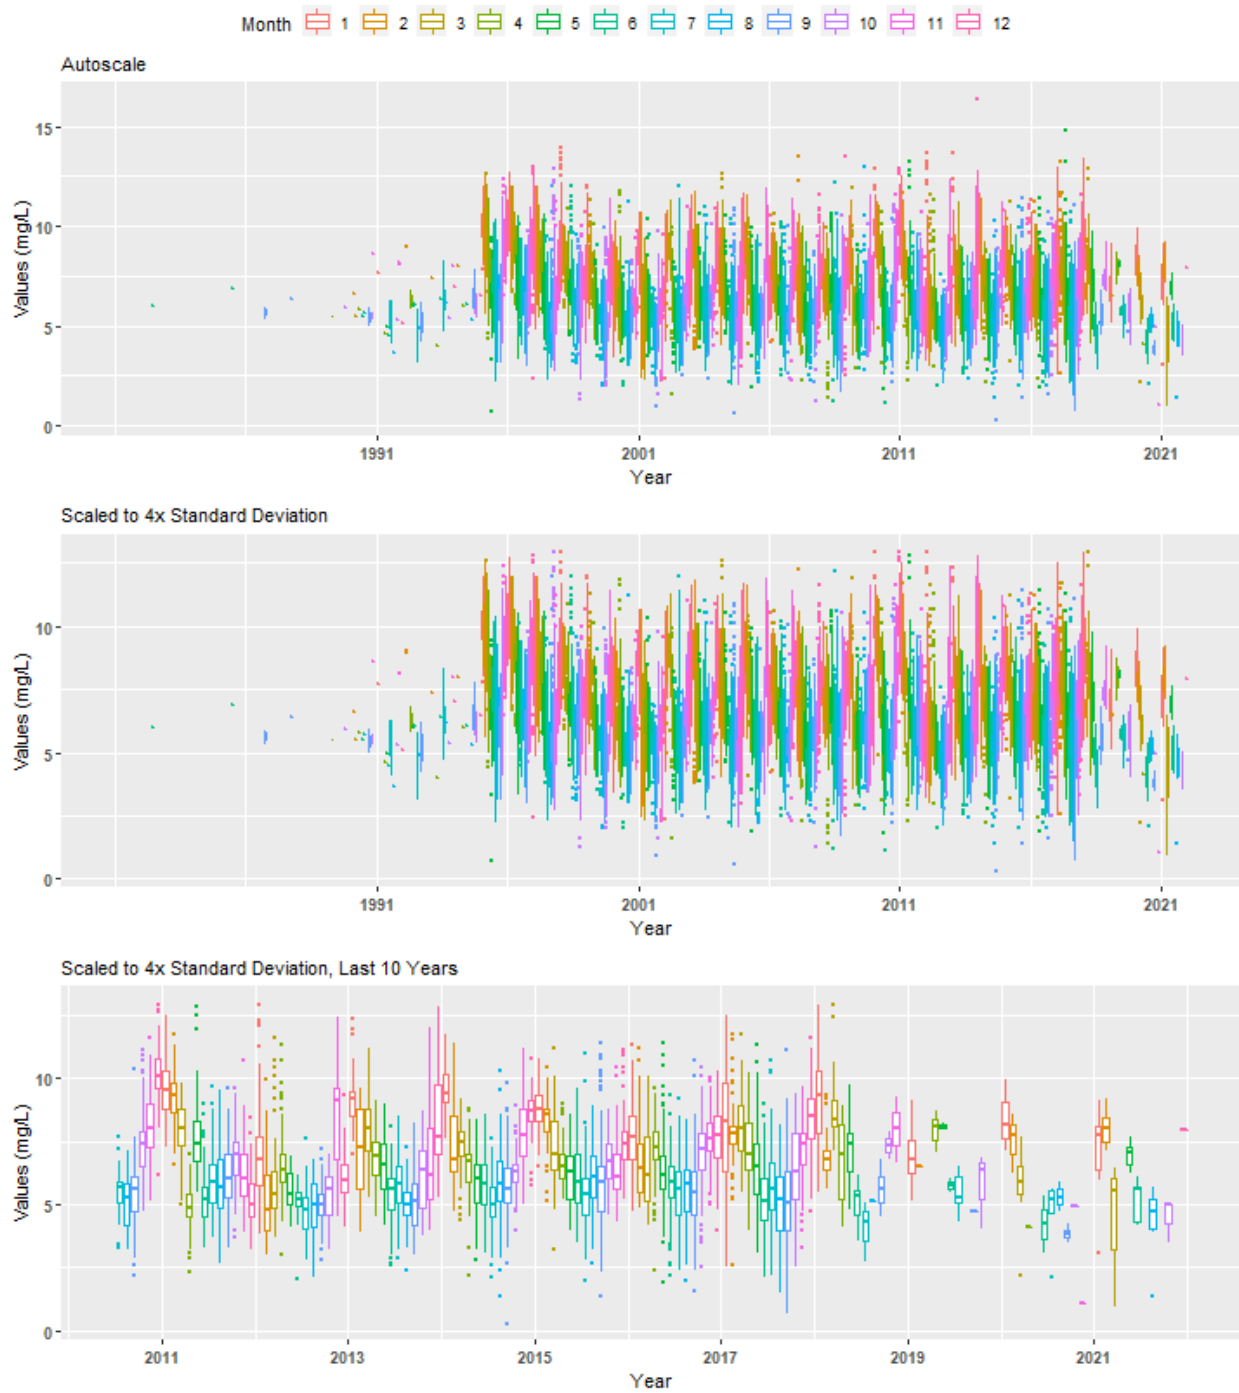 Month 1 2 3 4 5 6 7 8 9 10 11 12
Autoscale
Values (mg/L)
15
10
5
0
1991 2001 2011 2021
Year
Scaled to 4x Standard Deviation
Values (mg/L)
10
5
0
1991 2001 2011 2021
Year
Scaled to 4x Standard Deviation, Last 10 Years
Values (mg/L)
10
5
0
2011 2013 2015 2017 2019 2021
Year